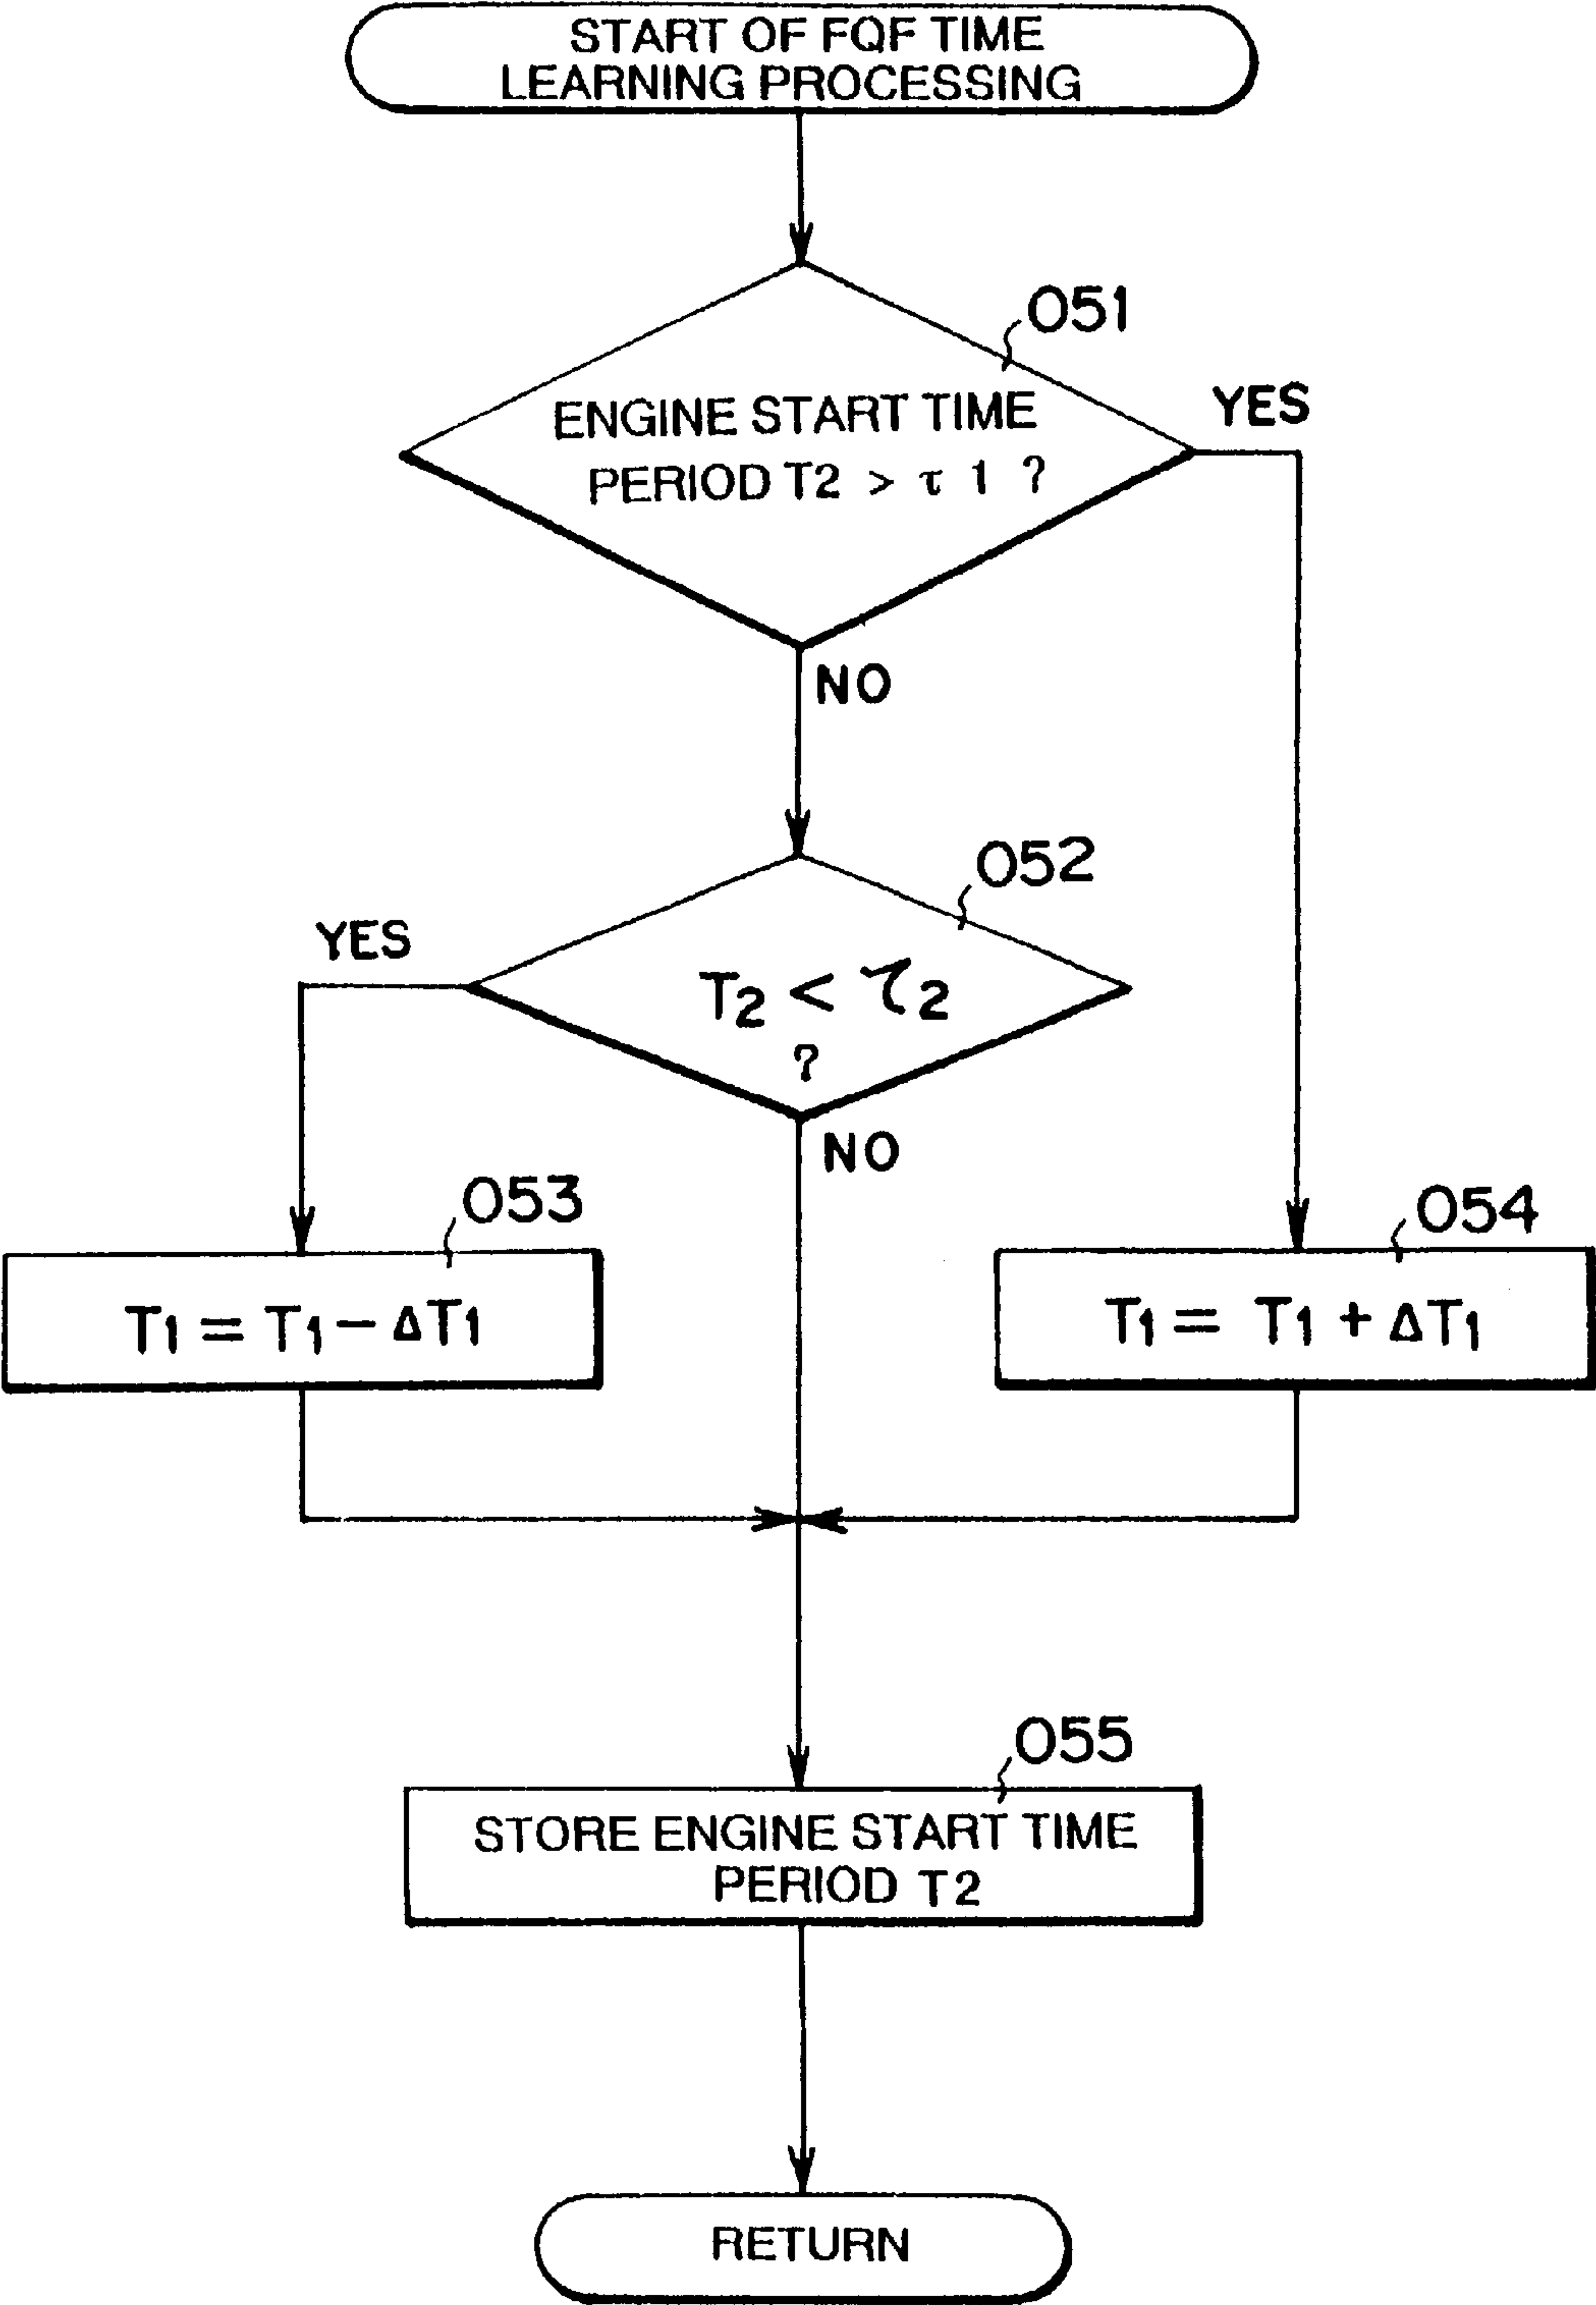 START OF FQF TIME
LEARNING PROCESSING
051
ENGINE START TIME
PERIOD T2 > τ 1 ?
YES
NO
052
YES
T2 < τ2
?
NO
053
T1 = T1 − ΔT1
054
T1 = T1 + ΔT1
055
STORE ENGINE START TIME
PERIOD T2
RETURN